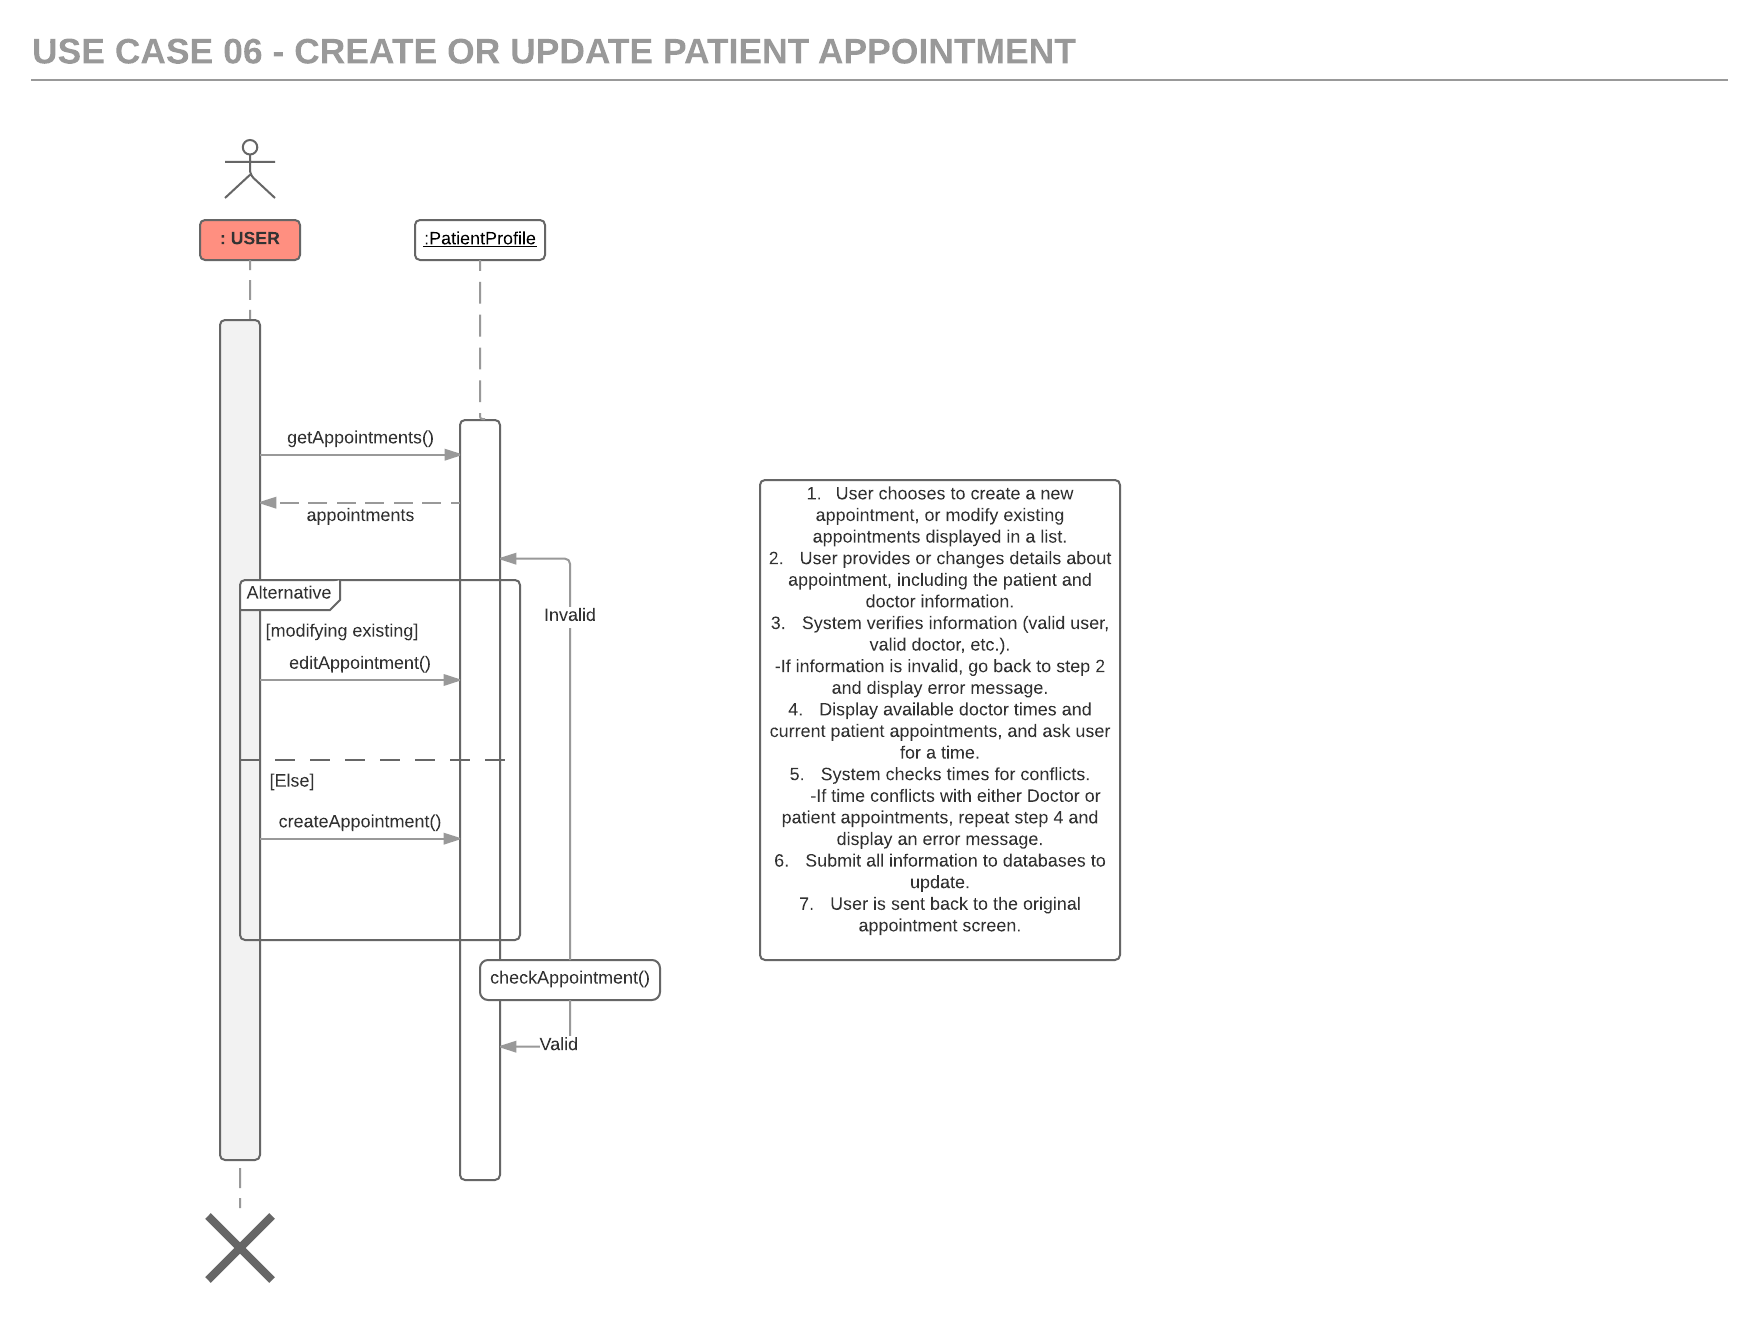 USE CASE 06 - CREATE OR UPDATE PATIENT APPOINTMENT
: USER
:PatientProfile
getAppointments()
appointments
Alternative
[modifying existing]
editAppointment()
[Else]
createAppointment()
Invalid
checkAppointment()
Valid
1. User chooses to create a new
appointment, or modify existing
appointments displayed in a list.
2. User provides or changes details about
appointment, including the patient and
doctor information.
3. System verifies information (valid user,
valid doctor, etc.).
-If information is invalid, go back to step 2
and display error message.
4. Display available doctor times and
current patient appointments, and ask user
for a time.
5. System checks times for conflicts.
-If time conflicts with either Doctor or
patient appointments, repeat step 4 and
display an error message.
6. Submit all information to databases to
update.
7. User is sent back to the original
appointment screen.